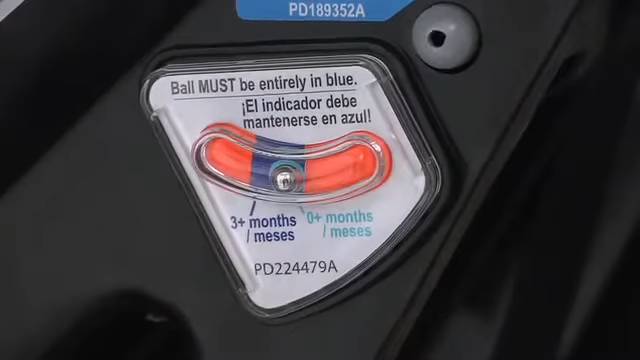 PD189352A
Ball MUST be entirely in blue.
¡El indicador debe
mantenerse en azul!
3+ months
/ meses
0+ months
/ meses
PD224479A